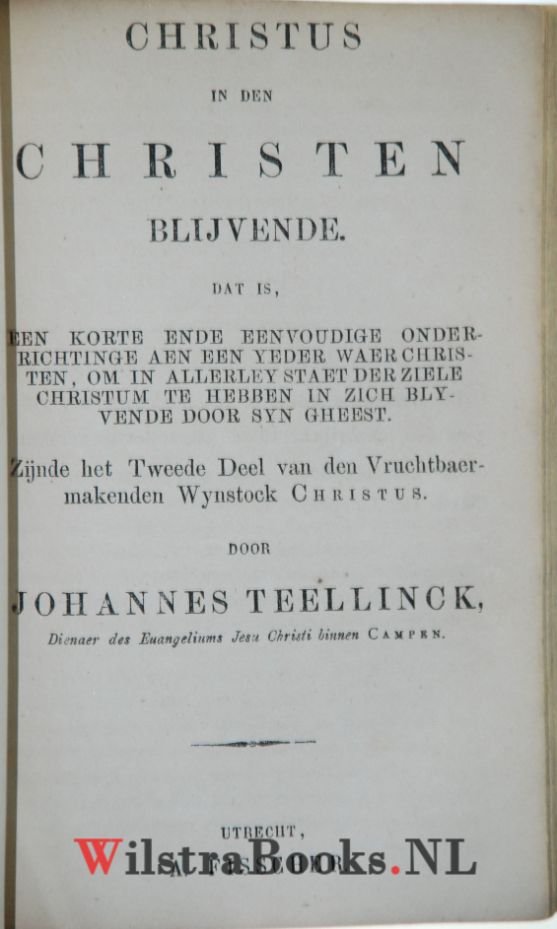 CHRISTUS
IN DEN
CHRISTEN
BLIJVENDE.
DAT IS,
EEN KORTE ENDE EENVOUDIGE ONDER-
RICHTINGE AEN EEN YEDER WAER CHRIS-
TEN, OM IN ALLERLEY STAET DER ZIELE
CHRISTUM TE HEBBEN IN ZICH BLY-
VENDE DOOR SYN GHEEST.
Zijnde het Tweede Deel van den Vruchtbaer-
makenden Wynstock CHRISTUS.
DOOR
JOHANNES TEELLINCK,
Dienaer des Euangeliums Jesu Christi binnen CAMPEN.
UTRECHT,
WilstraBooks.NL
A. FISSCHER.